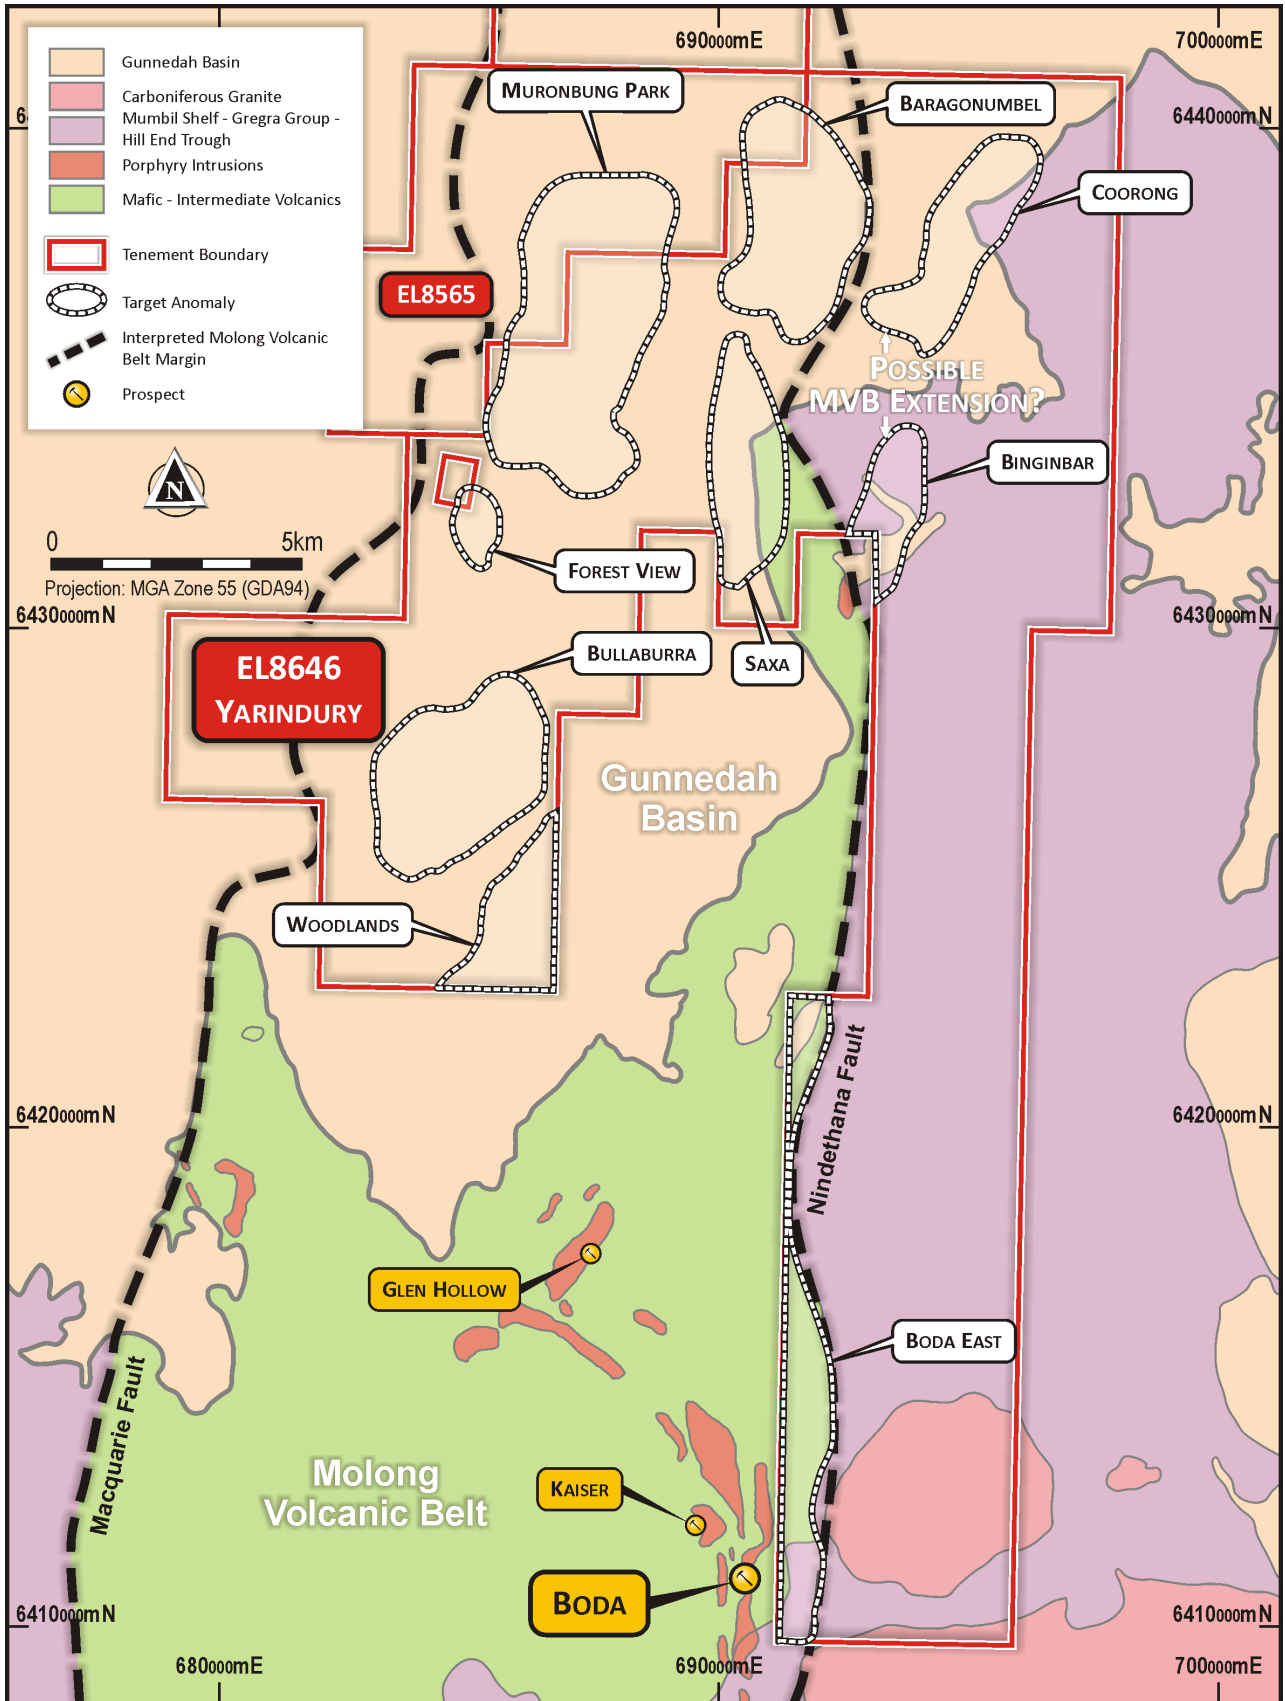 690000mE
700000mE
Gunnedah Basin
Carboniferous Granite
Mumbil Shelf - Gregra Group -
Hill End Trough
Porphyry Intrusions
Mafic - Intermediate Volcanics
Tenement Boundary
Target Anomaly
Interpreted Molong Volcanic
Belt Margin
Prospect
6440000mN
MURONBUNG PARK
BARAGONUMBEL
COORONG
EL8565
POSSIBLE
MVB EXTENSION?
BINGINBAR
N
0 5km
Projection: MGA Zone 55 (GDA94)
FOREST VIEW
6430000mN
6430000mN
BULLABURRA
SAXA
EL8646
YARINDURY
Gunnedah
Basin
WOODLANDS
Nindethana Fault
6420000mN
6420000mN
GLEN HOLLOW
BODA EAST
Macquarie Fault
Molong
Volcanic Belt
KAISER
BODA
6410000mN
6410000mN
680000mE
690000mE
700000mE